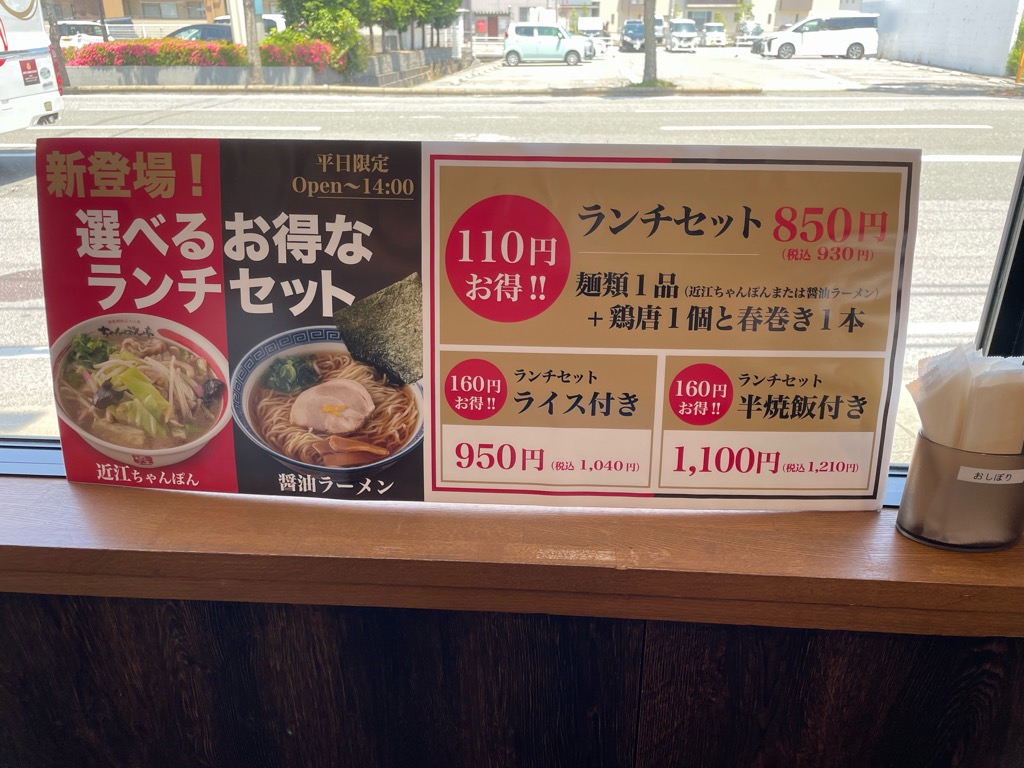 新登場！
平日限定
Open～14:00
選べるお得な
ランチセット
近江ちゃんぽん
醤油ラーメン
110円
お得!!
ランチセット 850円
(税込 930円)
麺類１品(近江ちゃんぽんまたは醤油ラーメン)
+鶏唐１個と春巻き１本
160円
お得!!
ランチセット
ライス付き
950円(税込 1,040円)
160円
お得!!
ランチセット
半焼飯付き
1,100円(税込1,210円)
おしぼり